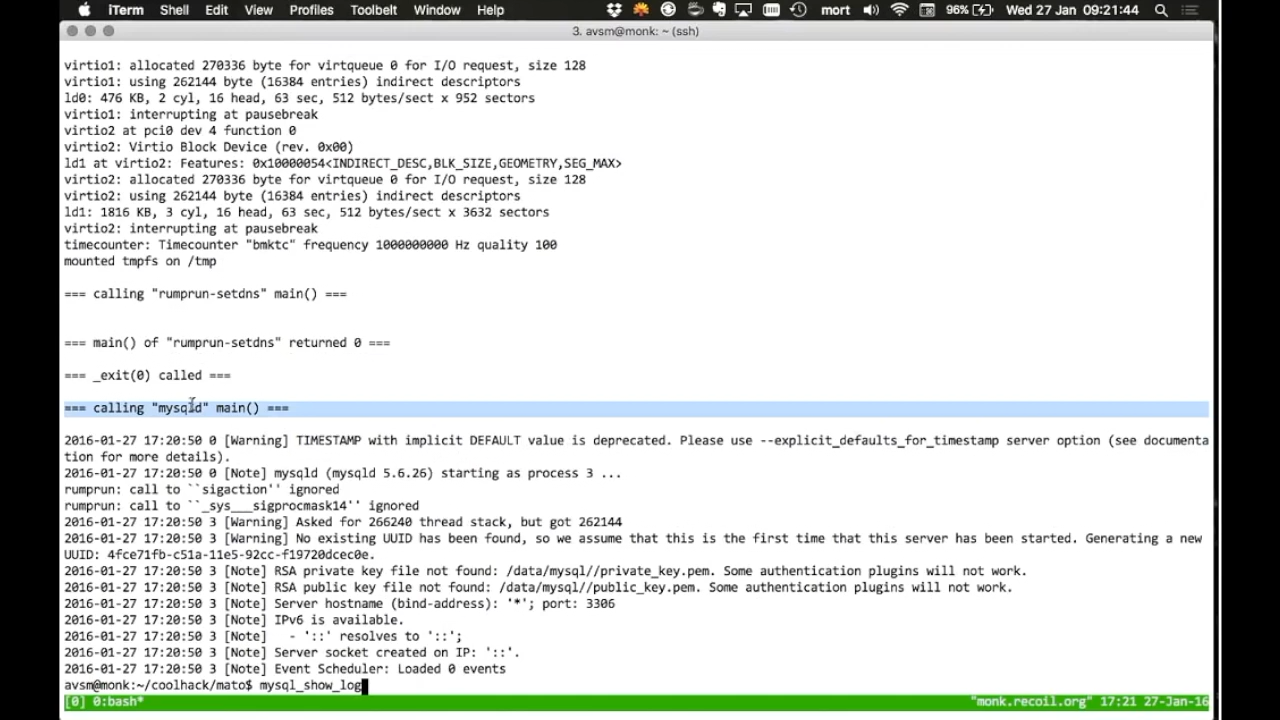 iTerm Shell Edit View Profiles Toolbelt Window Help mort 96% Wed 27 Jan 09:21:44
3. avsm@monk: ~ (ssh)
virtio1: allocated 270336 byte for virtqueue 0 for I/O request, size 128
virtio1: using 262144 byte (16384 entries) indirect descriptors
ld0: 476 KB, 2 cyl, 16 head, 63 sec, 512 bytes/sect x 952 sectors
virtio1: interrupting at pausebreak
virtio2 at pci0 dev 4 function 0
virtio2: Virtio Block Device (rev. 0x00)
ld1 at virtio2: Features: 0x10000054<INDIRECT_DESC,BLK_SIZE,GEOMETRY,SEG_MAX>
virtio2: allocated 270336 byte for virtqueue 0 for I/O request, size 128
virtio2: using 262144 byte (16384 entries) indirect descriptors
ld1: 1816 KB, 3 cyl, 16 head, 63 sec, 512 bytes/sect x 3632 sectors
virtio2: interrupting at pausebreak
timecounter: Timecounter "bmktc" frequency 1000000000 Hz quality 100
mounted tmpfs on /tmp
=== calling "rumprun-setdns" main() ===
=== main() of "rumprun-setdns" returned 0 ===
=== _exit(0) called ===
=== calling "mysqld" main() ===
2016-01-27 17:20:50 0 [Warning] TIMESTAMP with implicit DEFAULT value is deprecated. Please use --explicit_defaults_for_timestamp server option (see documenta
tion for more details).
2016-01-27 17:20:50 0 [Note] mysqld (mysqld 5.6.26) starting as process 3 ...
rumprun: call to ``sigaction'' ignored
rumprun: call to ``_sys___sigprocmask14'' ignored
2016-01-27 17:20:50 3 [Warning] Asked for 266240 thread stack, but got 262144
2016-01-27 17:20:50 3 [Warning] No existing UUID has been found, so we assume that this is the first time that this server has been started. Generating a new
UUID: 4fce71fb-c51a-11e5-92cc-f19720dcec0e.
2016-01-27 17:20:50 3 [Note] RSA private key file not found: /data/mysql//private_key.pem. Some authentication plugins will not work.
2016-01-27 17:20:50 3 [Note] RSA public key file not found: /data/mysql//public_key.pem. Some authentication plugins will not work.
2016-01-27 17:20:50 3 [Note] Server hostname (bind-address): '*'; port: 3306
2016-01-27 17:20:50 3 [Note] IPv6 is available.
2016-01-27 17:20:50 3 [Note]   - '::' resolves to '::';
2016-01-27 17:20:50 3 [Note] Server socket created on IP: '::'.
2016-01-27 17:20:50 3 [Note] Event Scheduler: Loaded 0 events
avsm@monk:~/coolhack/mato$ mysql_show_log
[0] 0:bash* "monk.recoil.org" 17:21 27-Jan-16